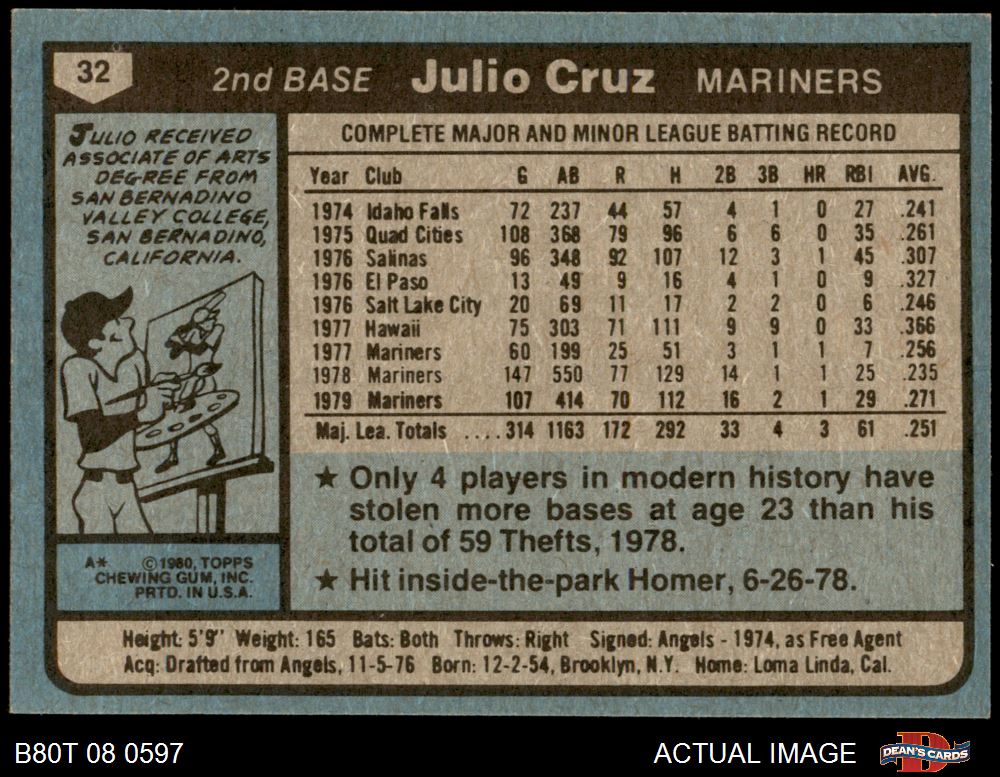 32
2nd BASE Julio Cruz MARINERS
JULIO RECEIVED
ASSOCIATE OF ARTS
DEGREE FROM
SAN BERNADINO
VALLEY COLLEGE,
SAN BERNADINO,
CALIFORNIA.
A* ©1980, TOPPS
CHEWING GUM, INC.
PRTD. IN U.S.A.
COMPLETE MAJOR AND MINOR LEAGUE BATTING RECORD
Year Club G AB R H 2B 3B HR RBI AVG.
1974 Idaho Falls 72 237 44 57 4 1 0 27 .241
1975 Quad Cities 108 368 79 96 6 6 0 35 .261
1976 Salinas 96 348 92 107 12 3 1 45 .307
1976 El Paso 13 49 9 16 4 1 0 9 .327
1976 Salt Lake City 20 69 11 17 2 2 0 6 .246
1977 Hawaii 75 303 71 111 9 9 0 33 .366
1977 Mariners 60 199 25 51 3 1 1 7 .256
1978 Mariners 147 550 77 129 14 1 1 25 .235
1979 Mariners 107 414 70 112 16 2 1 29 .271
Maj. Lea. Totals ....314 1163 172 292 33 4 3 61 .251
★ Only 4 players in modern history have
stolen more bases at age 23 than his
total of 59 Thefts, 1978.
★ Hit inside-the-park Homer, 6-26-78.
Height: 5'9" Weight: 165 Bats: Both Throws: Right Signed: Angels - 1974, as Free Agent
Acq: Drafted from Angels, 11-5-76 Born: 12-2-54, Brooklyn, N.Y. Home: Loma Linda, Cal.
B80T 08 0597 ACTUAL IMAGE DEAN'S CARDS